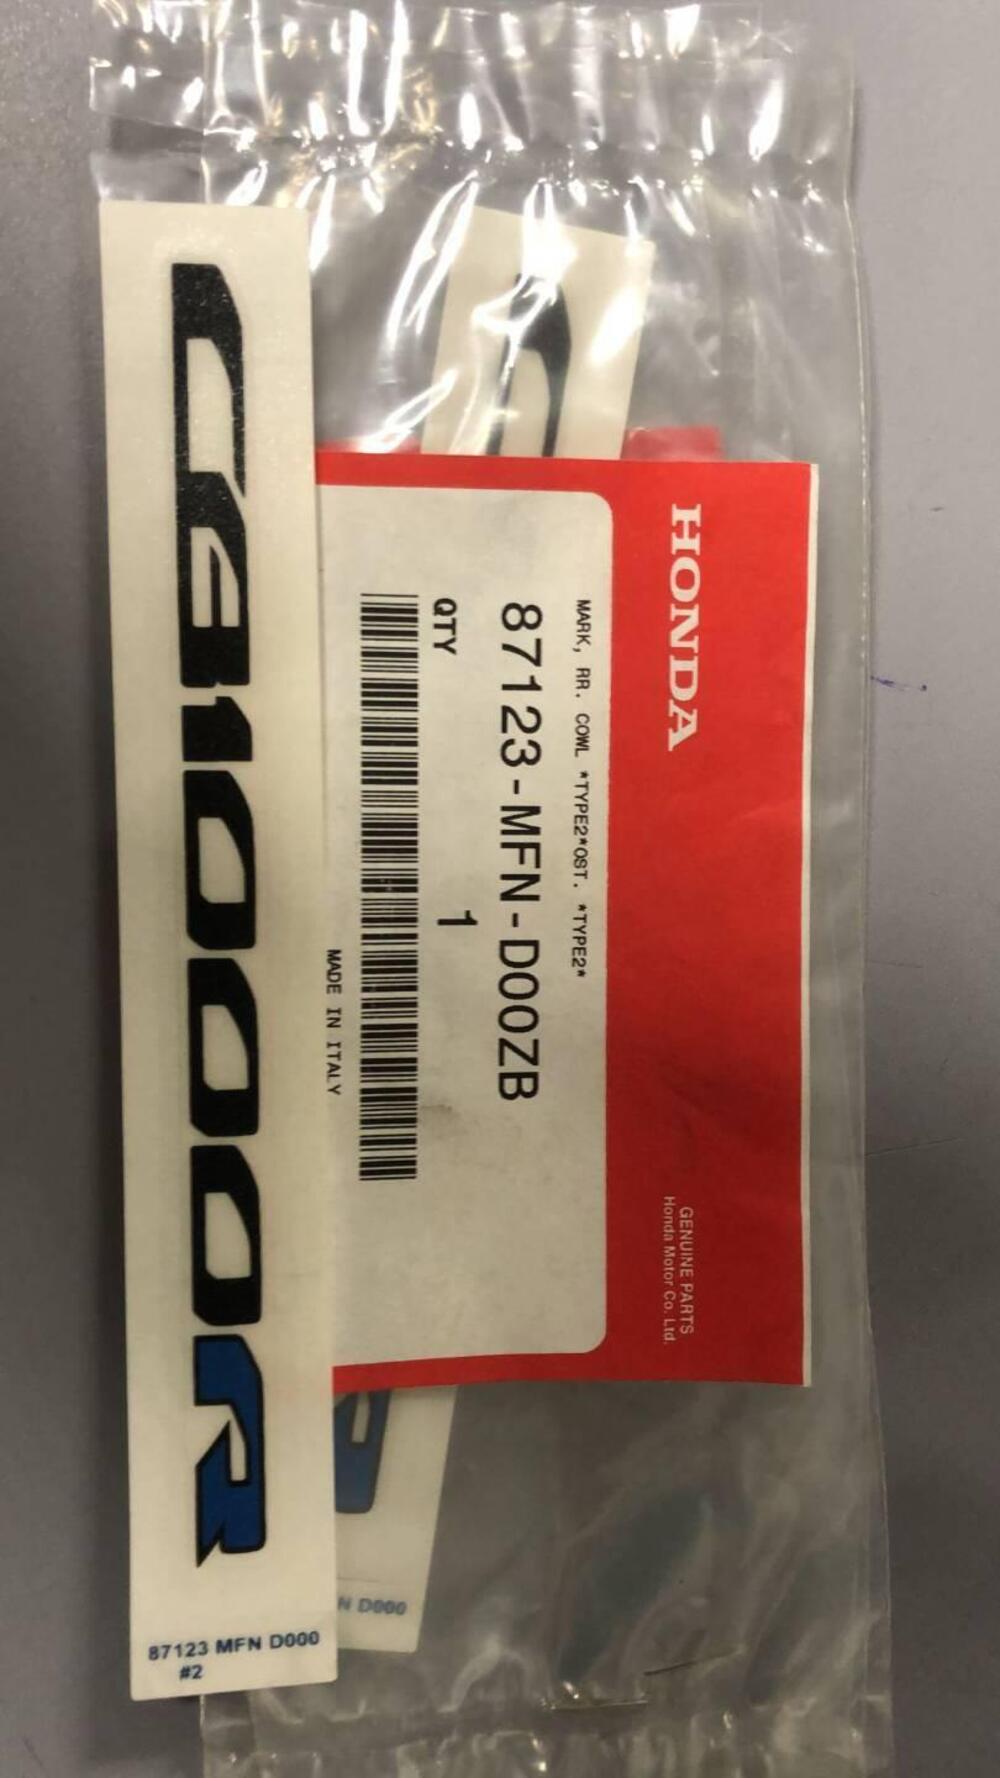 HONDA
GENUINE PARTS
Honda Motor Co. Ltd.
MARK, RR. COWL *TYPE2*OST. *TYPE2*
87123-MFN-D00ZB
QTY 1
MADE IN ITALY
CB1000R
87123 MFN D000
#2
N D000